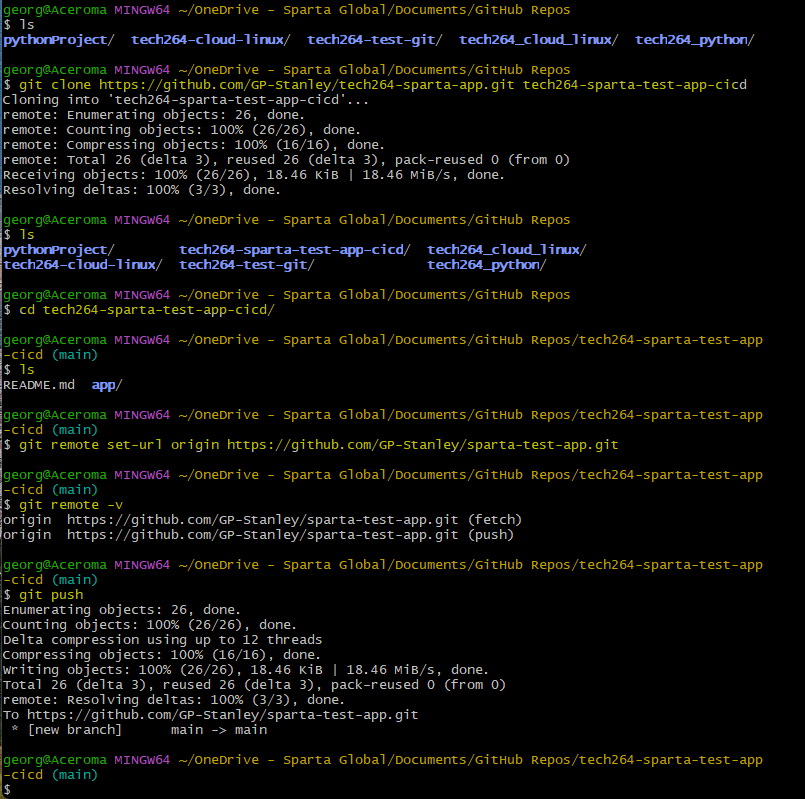 georg@Aceroma MINGW64 ~/OneDrive - Sparta Global/Documents/GitHub Repos
$ ls
pythonProject/  tech264-cloud-linux/  tech264-test-git/  tech264_cloud_linux/  tech264_python/
georg@Aceroma MINGW64 ~/OneDrive - Sparta Global/Documents/GitHub Repos
$ git clone https://github.com/GP-Stanley/tech264-sparta-app.git tech264-sparta-test-app-cicd
Cloning into 'tech264-sparta-test-app-cicd'...
remote: Enumerating objects: 26, done.
remote: Counting objects: 100% (26/26), done.
remote: Compressing objects: 100% (16/16), done.
remote: Total 26 (delta 3), reused 26 (delta 3), pack-reused 0 (from 0)
Receiving objects: 100% (26/26), 18.46 KiB | 18.46 MiB/s, done.
Resolving deltas: 100% (3/3), done.
georg@Aceroma MINGW64 ~/OneDrive - Sparta Global/Documents/GitHub Repos
$ ls
pythonProject/        tech264-sparta-test-app-cicd/  tech264_cloud_linux/
tech264-cloud-linux/  tech264-test-git/              tech264_python/
georg@Aceroma MINGW64 ~/OneDrive - Sparta Global/Documents/GitHub Repos
$ cd tech264-sparta-test-app-cicd/
georg@Aceroma MINGW64 ~/OneDrive - Sparta Global/Documents/GitHub Repos/tech264-sparta-test-app
-cicd (main)
$ ls
README.md  app/
georg@Aceroma MINGW64 ~/OneDrive - Sparta Global/Documents/GitHub Repos/tech264-sparta-test-app
-cicd (main)
$ git remote set-url origin https://github.com/GP-Stanley/sparta-test-app.git
georg@Aceroma MINGW64 ~/OneDrive - Sparta Global/Documents/GitHub Repos/tech264-sparta-test-app
-cicd (main)
$ git remote -v
origin  https://github.com/GP-Stanley/sparta-test-app.git (fetch)
origin  https://github.com/GP-Stanley/sparta-test-app.git (push)
georg@Aceroma MINGW64 ~/OneDrive - Sparta Global/Documents/GitHub Repos/tech264-sparta-test-app
-cicd (main)
$ git push
Enumerating objects: 26, done.
Counting objects: 100% (26/26), done.
Delta compression using up to 12 threads
Compressing objects: 100% (16/16), done.
Writing objects: 100% (26/26), 18.46 KiB | 18.46 MiB/s, done.
Total 26 (delta 3), reused 26 (delta 3), pack-reused 0 (from 0)
remote: Resolving deltas: 100% (3/3), done.
To https://github.com/GP-Stanley/sparta-test-app.git
 * [new branch]      main -> main
georg@Aceroma MINGW64 ~/OneDrive - Sparta Global/Documents/GitHub Repos/tech264-sparta-test-app
-cicd (main)
$